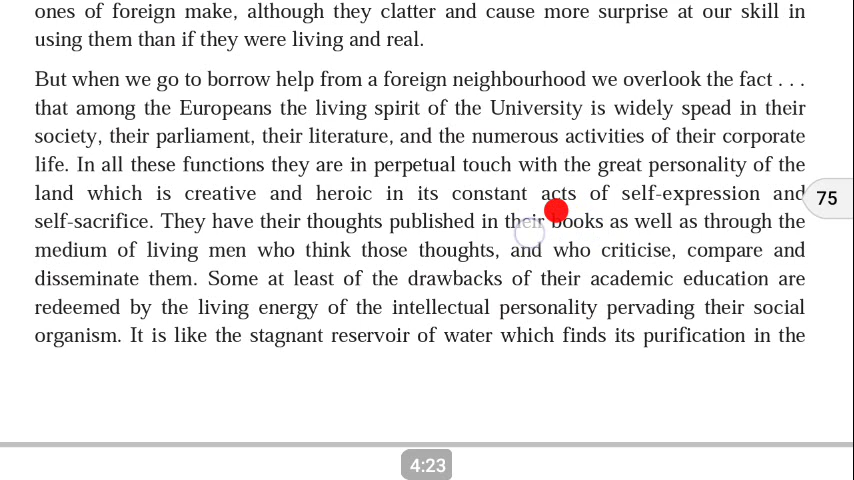 ones of foreign make, although they clatter and cause more surprise at our skill in
using them than if they were living and real.
But when we go to borrow help from a foreign neighbourhood we overlook the fact . . .
that among the Europeans the living spirit of the University is widely spead in their
society, their parliament, their literature, and the numerous activities of their corporate
life. In all these functions they are in perpetual touch with the great personality of the
land which is creative and heroic in its constant acts of self-expression and
75
self-sacrifice. They have their thoughts published in their books as well as through the
medium of living men who think those thoughts, and who criticise, compare and
disseminate them. Some at least of the drawbacks of their academic education are
redeemed by the living energy of the intellectual personality pervading their social
organism. It is like the stagnant reservoir of water which finds its purification in the
4:23